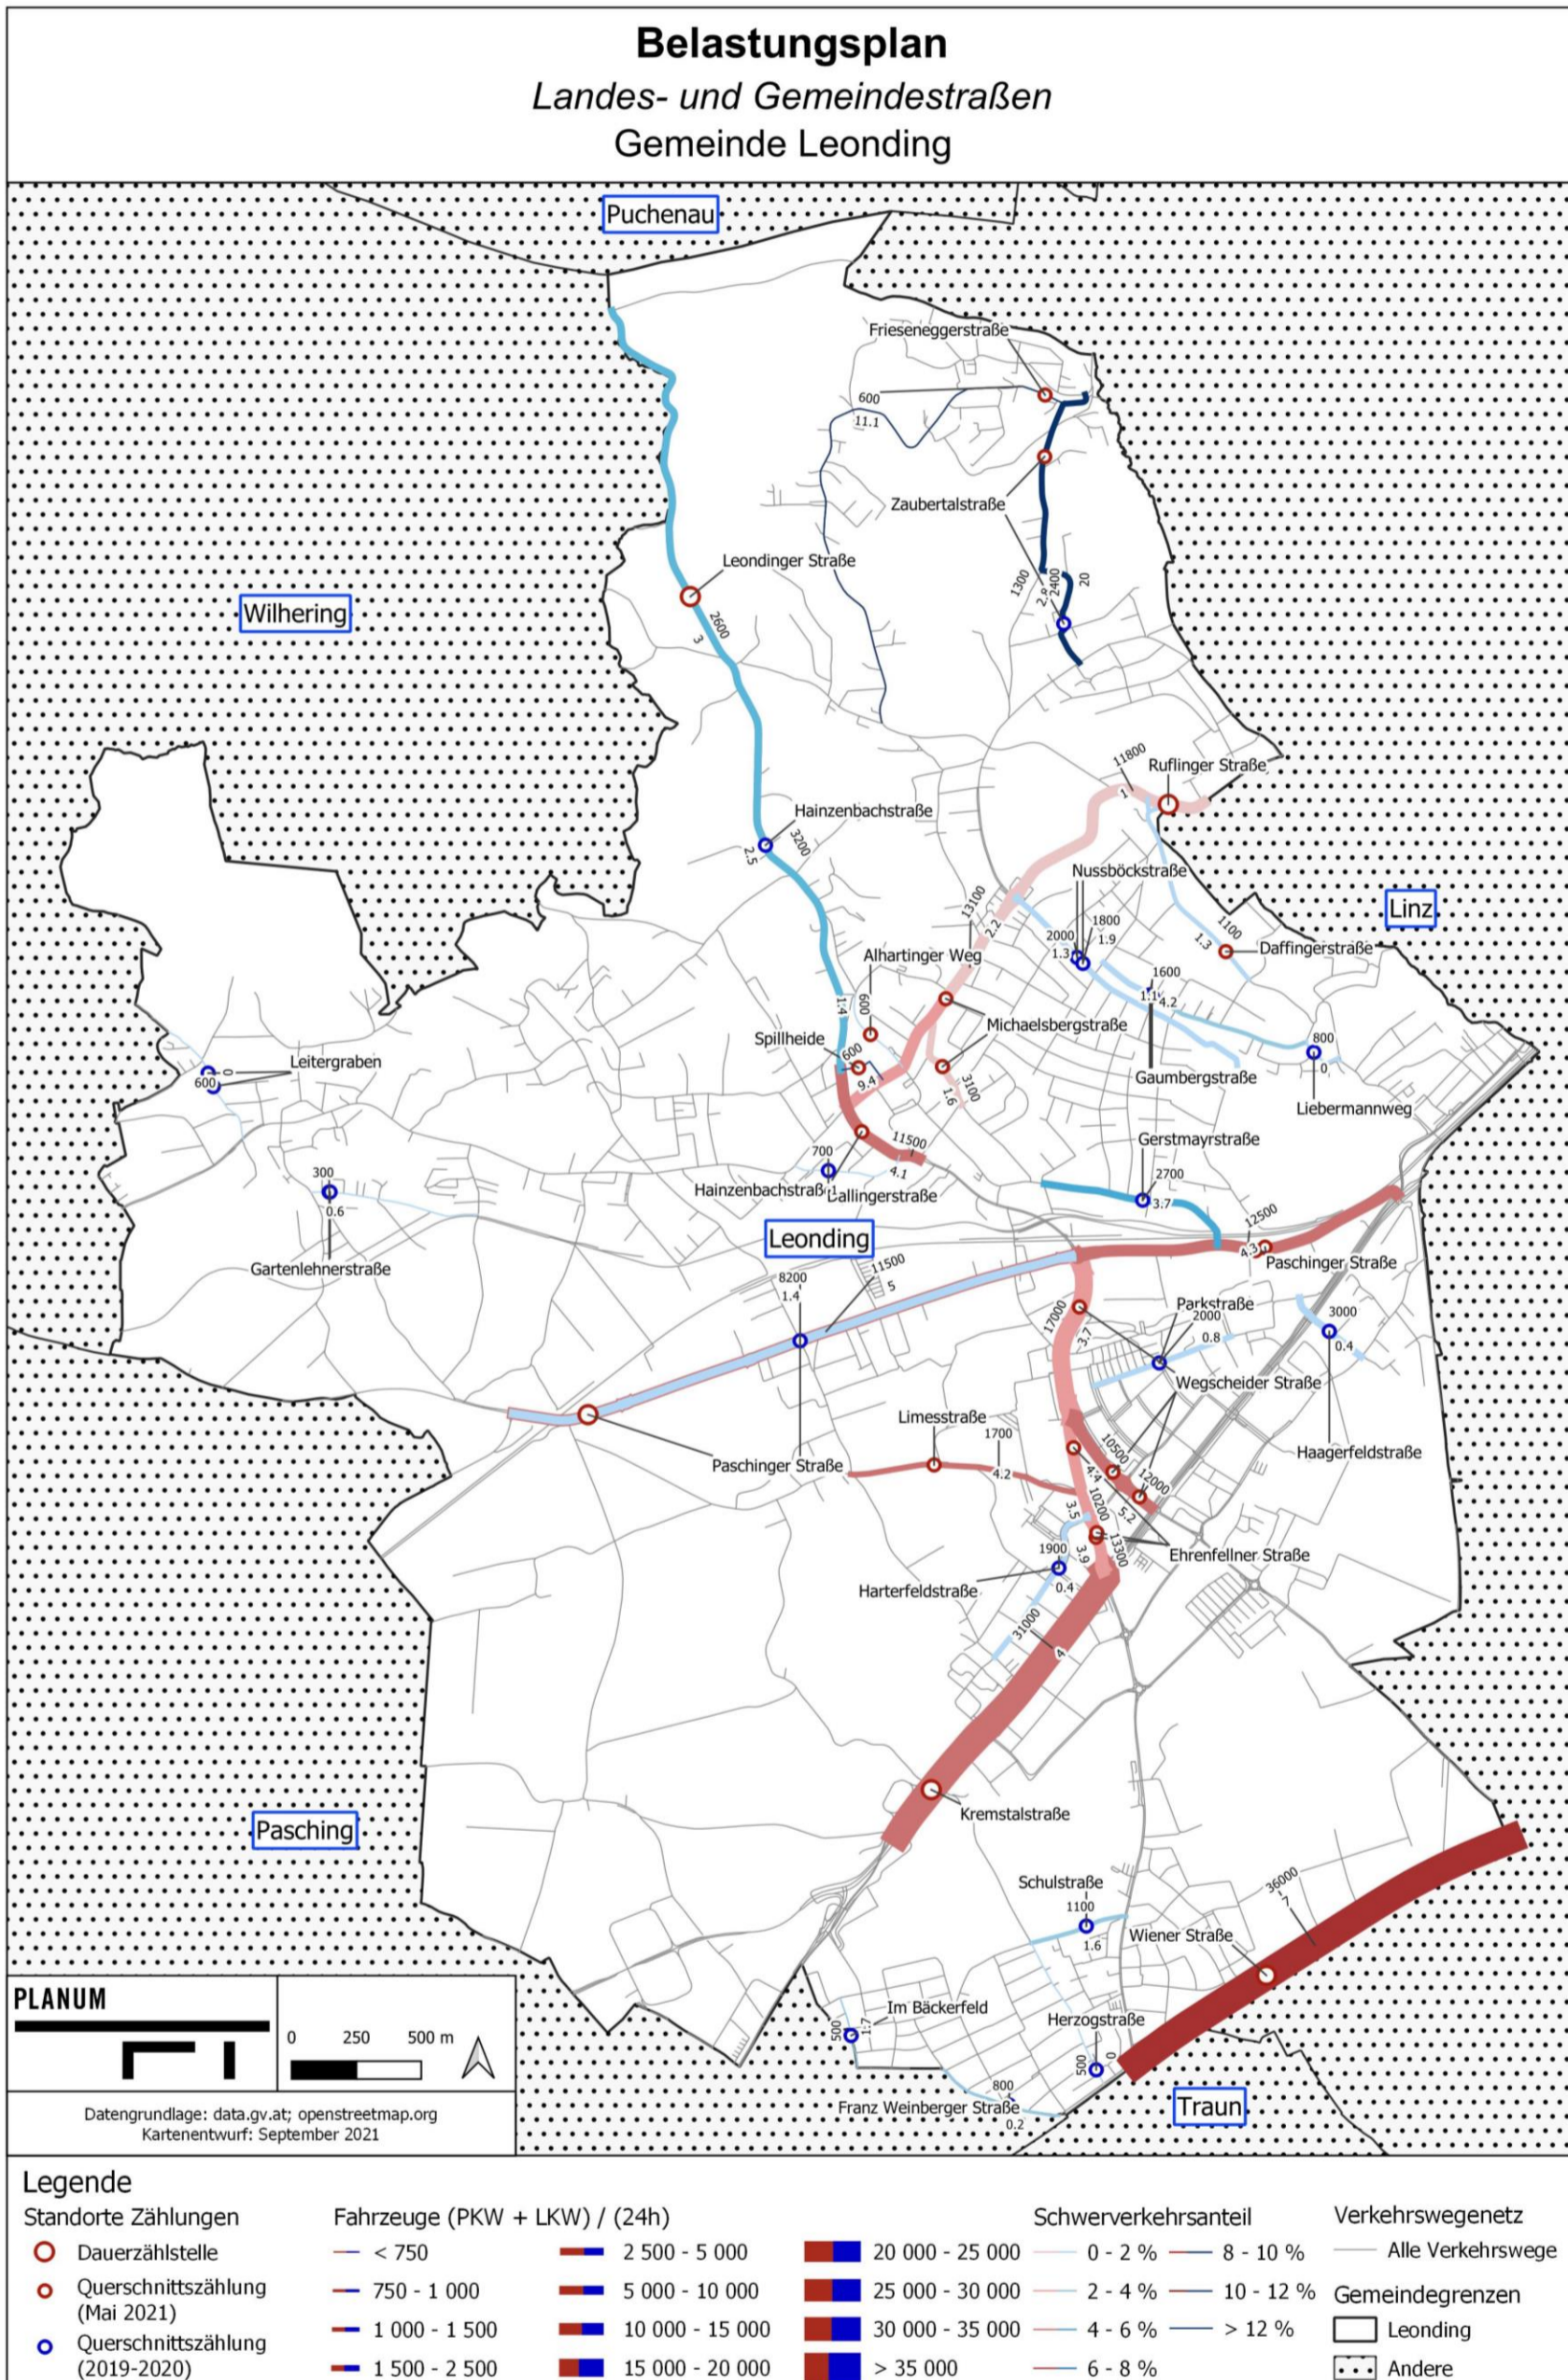 Belastungsplan
Landes- und Gemeindestraßen
Gemeinde Leonding
Puchenau
Frieseneggerstraße
600
11.1
Zaubertalstraße
Leondinger Straße
1300
2.8
2400
20
Wilhering
2600
3
11800
Ruflinger Straße
1
Hainzenbachstraße
3200
2.5
Nussböckstraße
13100
2.2
Linz
2000
1.3
1800
1.9
1100
1.3
Daffingerstraße
Alhartinger Weg
1600
1.1
4.2
1.4
600
Michaelsbergstraße
Spillheide
600
9.4
800
0
Leitergraben
0
600
3100
1.6
Gaumbergstraße
Liebermannweg
11500
4.1
Gerstmayrstraße
700
2700
3.7
300
0.6
Hainzenbachstraße
Dallingerstraße
12500
4.3
Leonding
Gartenlehnerstraße
Paschinger Straße
8200
1.4
11500
5
17000
3.7
Parkstraße
2000
0.8
3000
0.4
Wegscheider Straße
Limesstraße
1700
4.2
10500
4.4
12000
5.2
Haagerfeldstraße
Paschinger Straße
10200
3.5
13300
3.9
1900
0.4
Ehrenfellner Straße
Harterfeldstraße
31000
4
Kremstalstraße
Pasching
Schulstraße
1100
1.6
36000
7
Wiener Straße
Im Bäckerfeld
500
1.7
Herzogstraße
500
0
800
Franz Weinberger Straße
0.2
Traun
PLANUM
0 250 500 m
Datengrundlage: data.gv.at; openstreetmap.org
Kartenentwurf: September 2021
Legende
Standorte Zählungen
Dauerzählstelle
Querschnittszählung
(Mai 2021)
Querschnittszählung
(2019-2020)
Fahrzeuge (PKW + LKW) / (24h)
< 750
750 - 1 000
1 000 - 1 500
1 500 - 2 500
2 500 - 5 000
5 000 - 10 000
10 000 - 15 000
15 000 - 20 000
20 000 - 25 000
25 000 - 30 000
30 000 - 35 000
> 35 000
Schwerverkehrsanteil
0 - 2 %
2 - 4 %
4 - 6 %
6 - 8 %
8 - 10 %
10 - 12 %
> 12 %
Verkehrswegenetz
Alle Verkehrswege
Gemeindegrenzen
Leonding
Andere